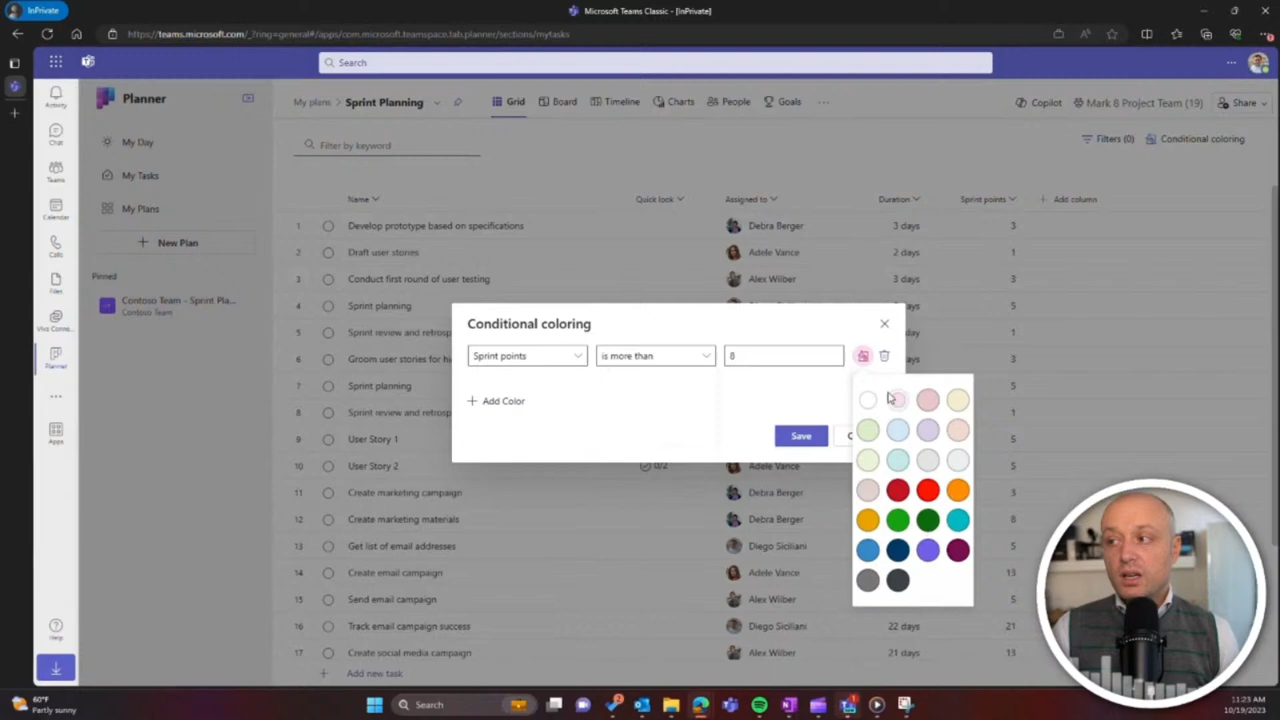 InPrivate
Microsoft Teams Classic - [InPrivate]
https://teams.microsoft.com/_?ring=general#/apps/com.microsoft.teamspace.tab.planner/sections/mytasks
Search
Activity
Chat
Teams
Calendar
Calls
Files
Viva Conne...
Planner
Apps
Help
Planner
My Day
My Tasks
My Plans
New Plan
Pinned
Contoso Team - Sprint Pla...
Contoso Team
My plans > Sprint Planning
Grid
Board
Timeline
Charts
People
Goals
Copilot
Mark 8 Project Team (19)
Share
Filter by keyword
Filters (0)
Conditional coloring
Name Quick look Assigned to Duration Sprint points Add column
1 Develop prototype based on specifications Debra Berger 3 days 3
2 Draft user stories Adele Vance 2 days 1
3 Conduct first round of user testing Alex Wilber 3 days 3
4 Sprint planning 5
5 Sprint review and retrosp 1
6 Groom user stories for hi 3
7 Sprint planning 5
8 Sprint review and retrosp 1
9 User Story 1 5
10 User Story 2 0/2 Adele Vance 5
11 Create marketing campaign Debra Berger 3
12 Create marketing materials Debra Berger 8
13 Get list of email addresses Diego Siciliani 5
14 Create email campaign Adele Vance 13
15 Send email campaign Alex Wilber 5
16 Track email campaign success Diego Siciliani 22 days 21
17 Create social media campaign Alex Wilber 21 days 13
Add new task
Conditional coloring
Sprint points
is more than
8
Add Color
Save
60°F
Partly sunny
Search
11:23 AM
10/19/2023